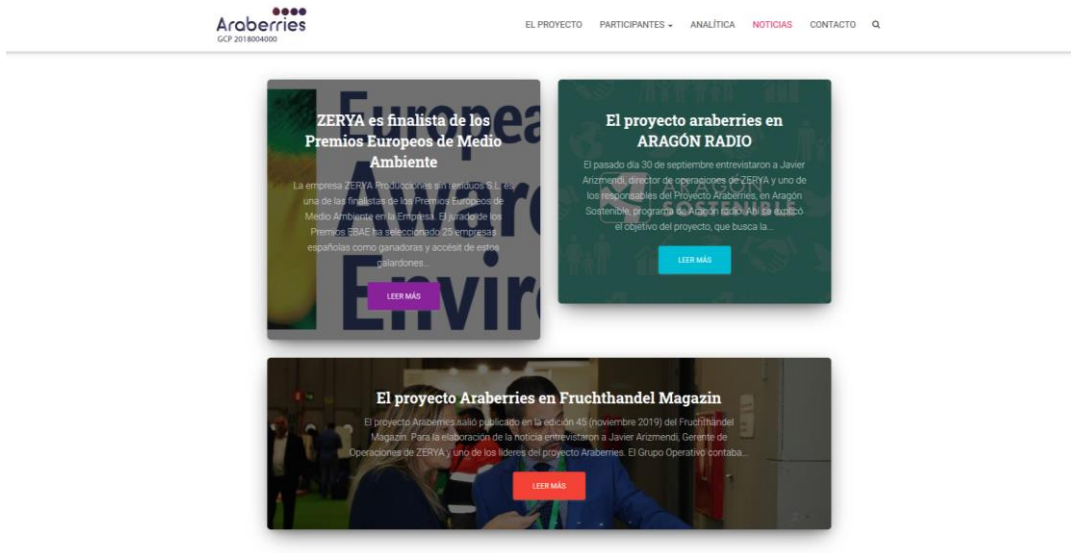 Araberries
GCP 2018004000
EL PROYECTO PARTICIPANTES ANALÍTICA NOTICIAS CONTACTO
ZERYA es finalista de los
Premios Europeos de Medio
Ambiente
La empresa ZERYA Producciones sin residuos S.L. es
una de las finalistas de los Premios Europeos de
Medio Ambiente en la Empresa. El jurado de los
Premios EBAE ha seleccionado 25 empresas
españolas como ganadoras y accésit de estos
galardones...
LEER MÁS
European
Awar
Enviro
El proyecto araberries en
ARAGÓN RADIO
El pasado día 30 de septiembre entrevistaron a Javier
Arizmendi, director de operaciones de ZERYA y uno de
los responsables del Proyecto Araberries, en Aragón
Sostenible, programa de Aragón radio. Ahí se explicó
el objetivo del proyecto, que busca la...
ARAGÓN
SOSTENIBLE
LEER MÁS
El proyecto Araberries en Fruchthandel Magazin
El proyecto Araberries salió publicado en la edición 45 (noviembre 2019) del Fruchthandel
Magazin. Para la elaboración de la noticia entrevistaron a Javier Arizmendi, Gerente de
Operaciones de ZERYA y uno de los líderes del proyecto Araberries. El Grupo Operativo contaba...
LEER MÁS